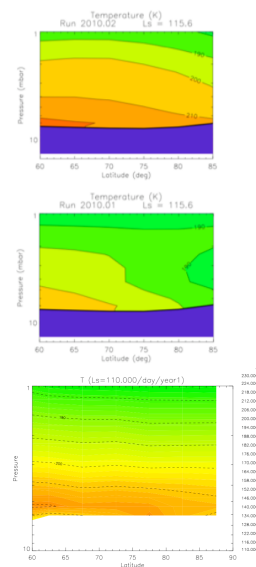 Temperature (K)
Run 2010.02 Ls = 115.6
1
190
200
210
10
Pressure (mbar)
60 65 70 75 80 85
Latitude (deg)
Temperature (K)
Run 2010.01 Ls = 115.6
1
190
190
10
Pressure (mbar)
60 65 70 75 80 85
Latitude (deg)
T (Ls=110.000/day/year1)
1
Pressure
10
60 65 70 75 80 85 90
Latitude
230.00
224.00
218.00
212.00
206.00
200.00
194.00
188.00
182.00
176.00
170.00
164.00
158.00
152.00
146.00
140.00
134.00
128.00
122.00
116.00
110.00